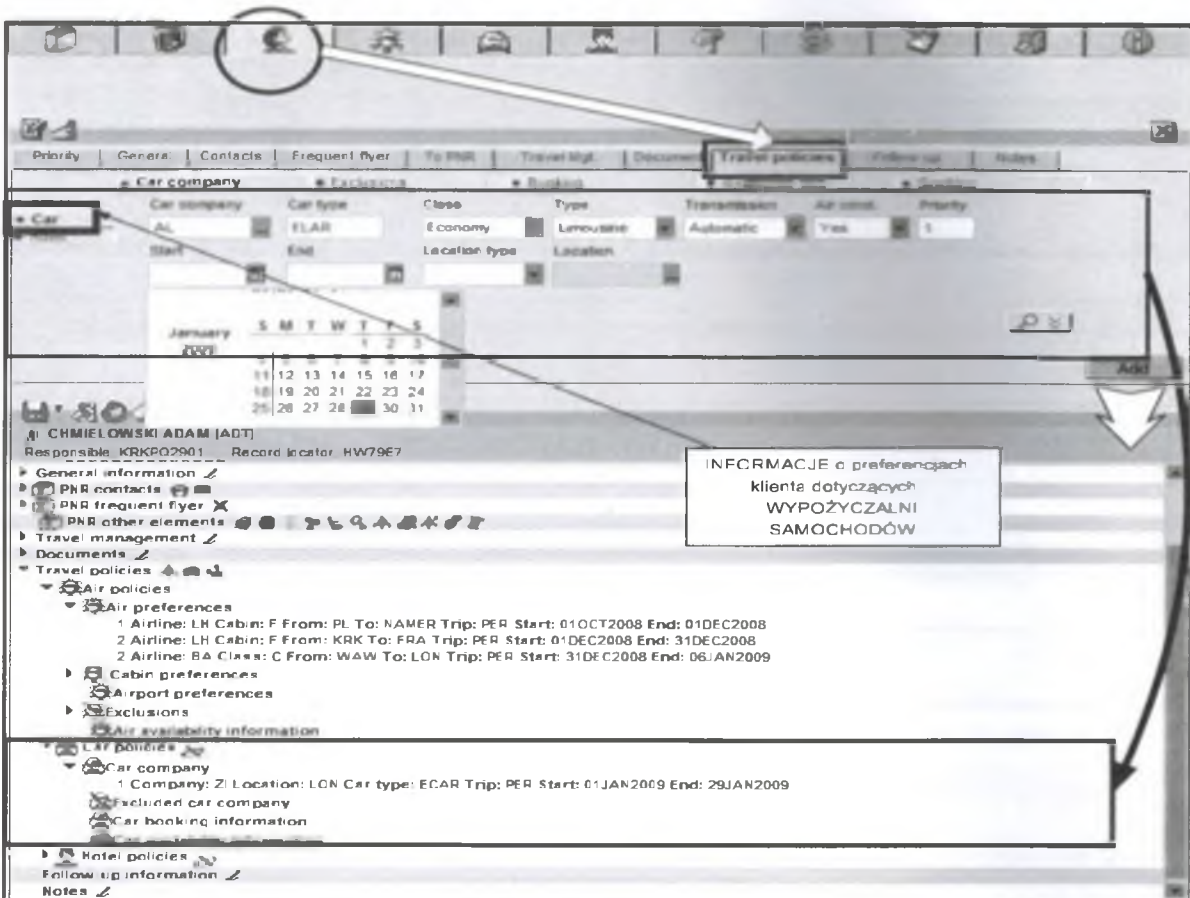 Priority General Contacts Frequent flyer To PNR Travel Mgt. Document Travel policies Follow up Notes
Car company Exclusions Booking
Car
Car company Car type Class Type Transmission Air cond. Priority
AL ELAR Economy Limousine Automatic Yes 1
Start End Location type Location
January S M T W T F S
1 2 3
11 12 13 14 15 16 17
18 19 20 21 22 23 24
25 26 27 28 30 31
Add
CHMIELOWSKI ADAM (ADT)
Responsible: KRKPO2901 Record locator: HW79E7
General information
PNR contacts
PNR frequent flyer
PNR other elements
Travel management
Documents
Travel policies
Air policies
Air preferences
1 Airline: LH Cabin: F From: PL To: NAMER Trip: PER Start: 01OCT2008 End: 01DEC2008
2 Airline: LH Cabin: F From: KRK To: FRA Trip: PER Start: 01DEC2008 End: 31DEC2008
2 Airline: BA Class: C From: WAW To: LON Trip: PER Start: 31DEC2008 End: 06JAN2009
Cabin preferences
Airport preferences
Exclusions
Air availability information
Car policies
Car company
1 Company: ZI Location: LON Car type: ECAR Trip: PER Start: 01JAN2009 End: 29JAN2009
Excluded car company
Car booking information
Hotel policies
Follow up information
Notes
INFORMACJE o preferencjach
klienta dotyczących
WYPOŻYCZALNI
SAMOCHODÓW